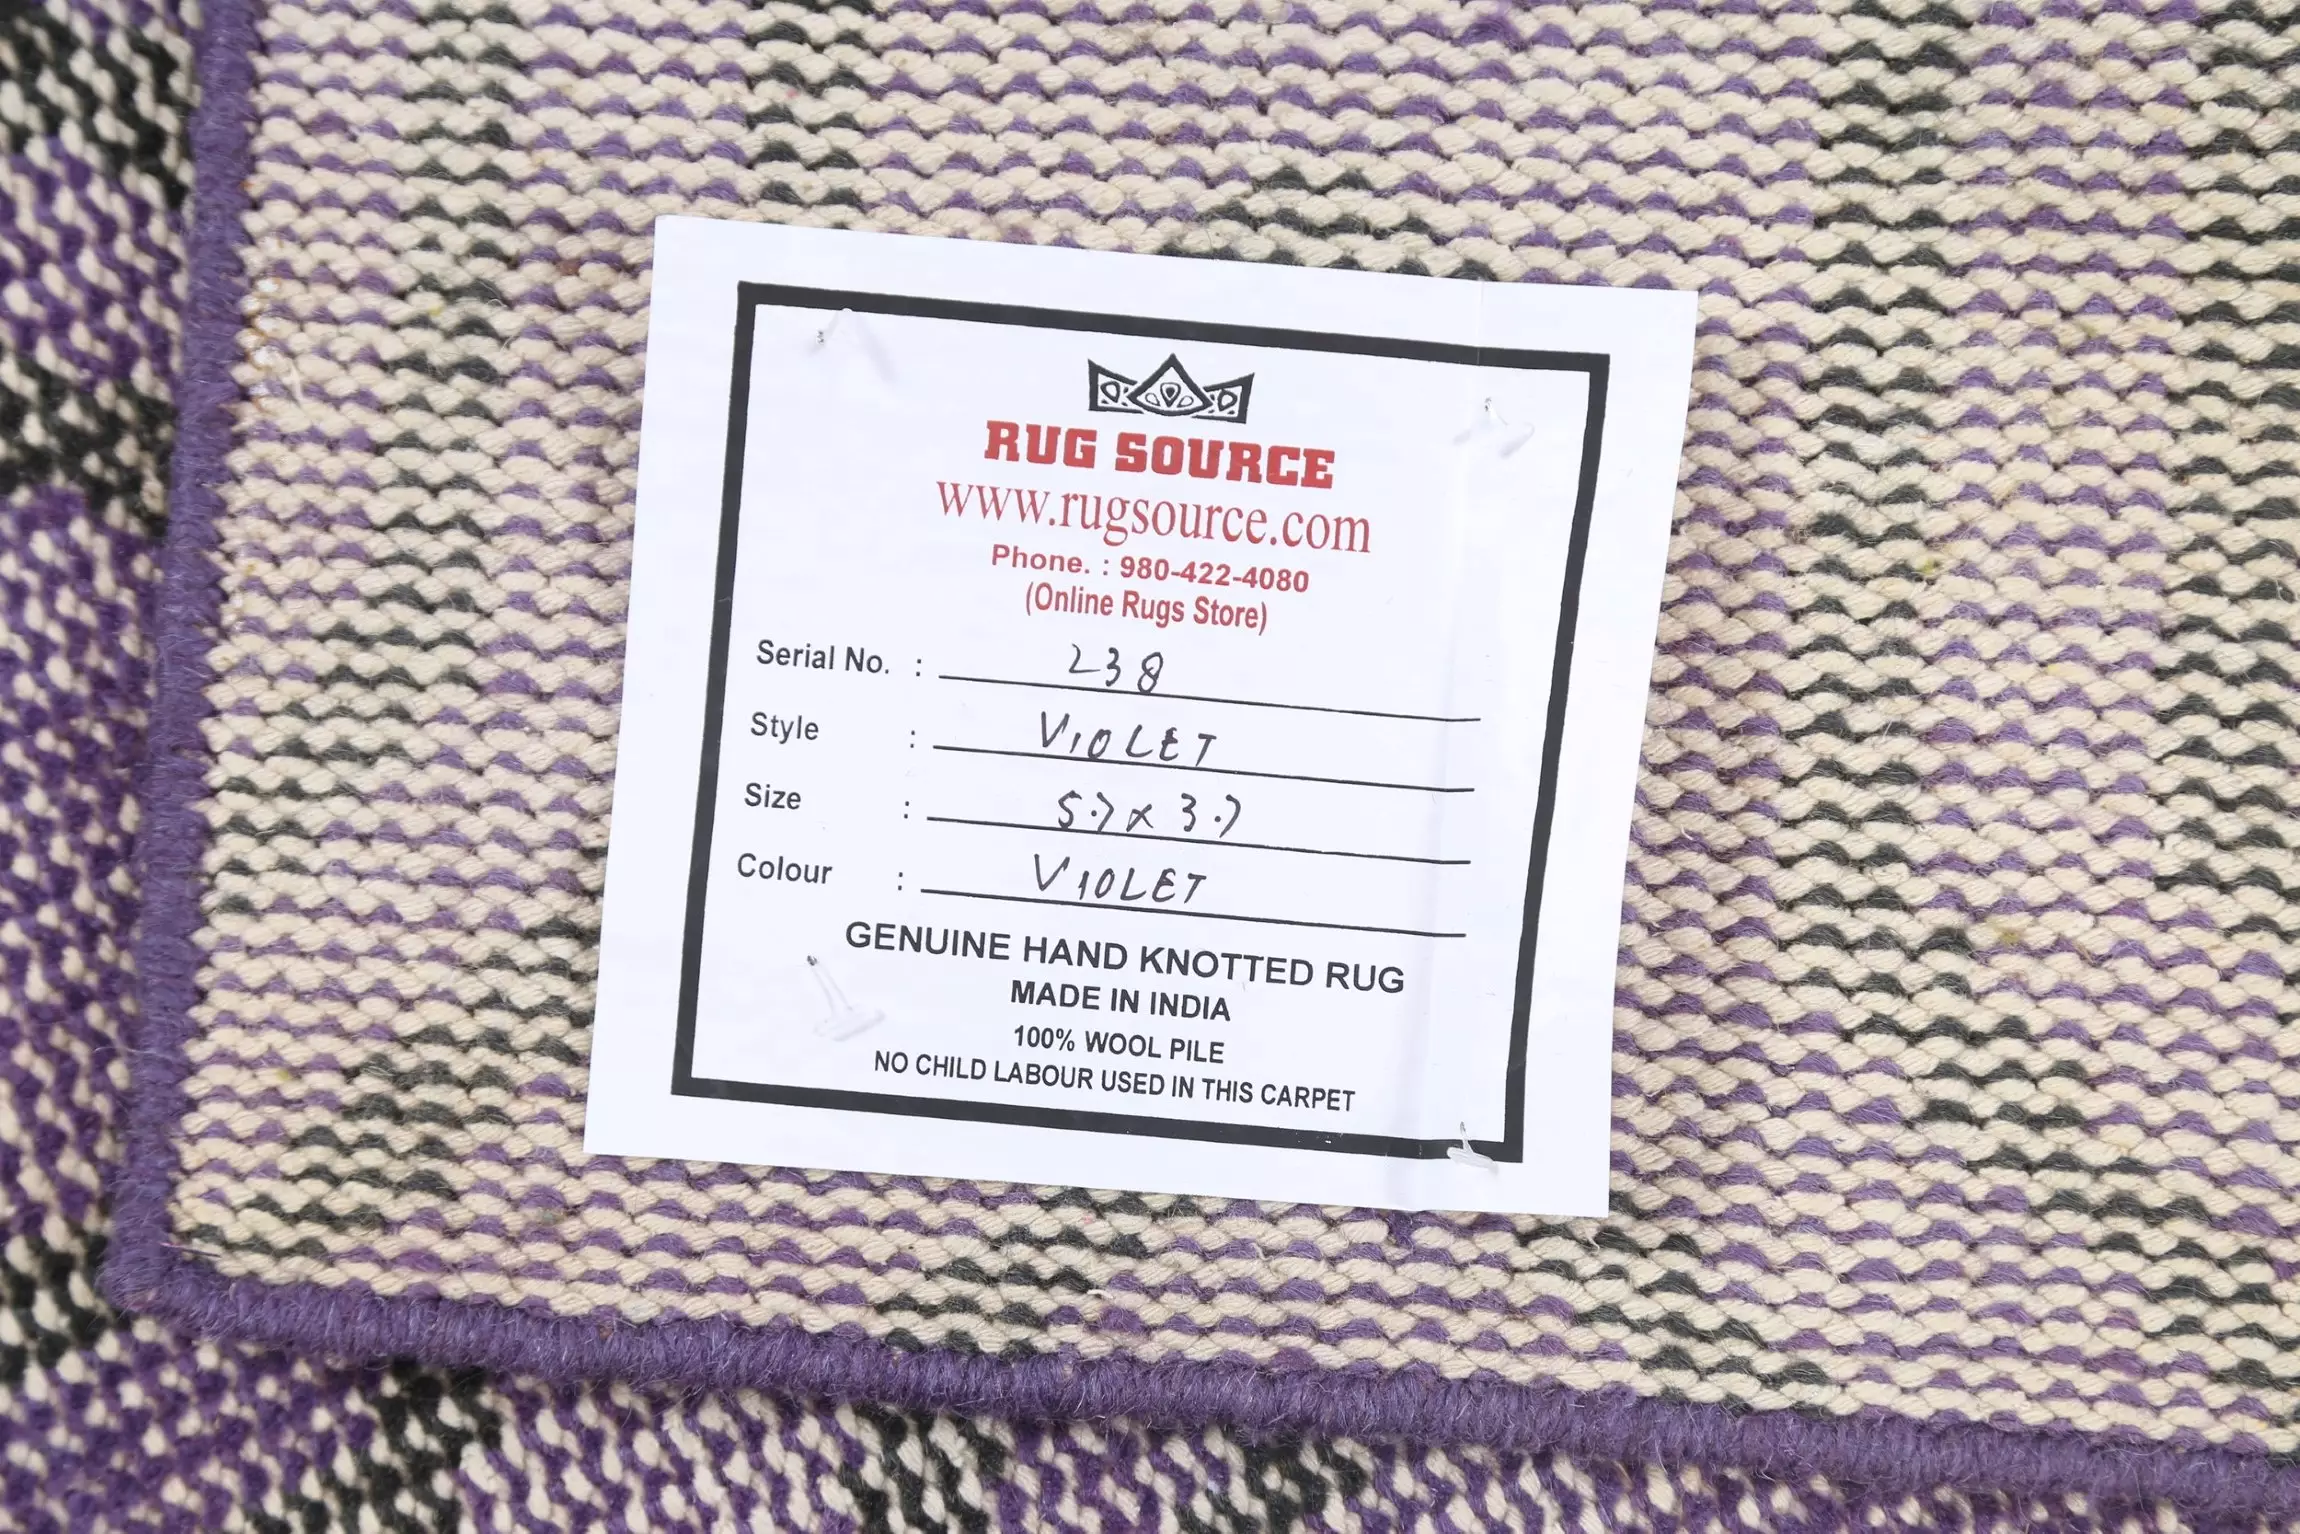 RUG SOURCE
www.rugsource.com
Phone. : 980-422-4080
(Online Rugs Store)
Serial No. : 238
Style : VIOLET
Size : 5.7 x 3.7
Colour : VIOLET
GENUINE HAND KNOTTED RUG
MADE IN INDIA
100% WOOL PILE
NO CHILD LABOUR USED IN THIS CARPET